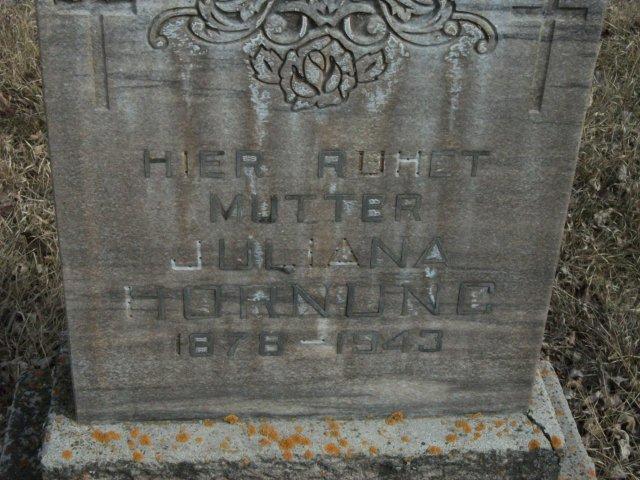 HIER RUHET
MUTTER
JULIANA
HORNUNG
1878 - 1943